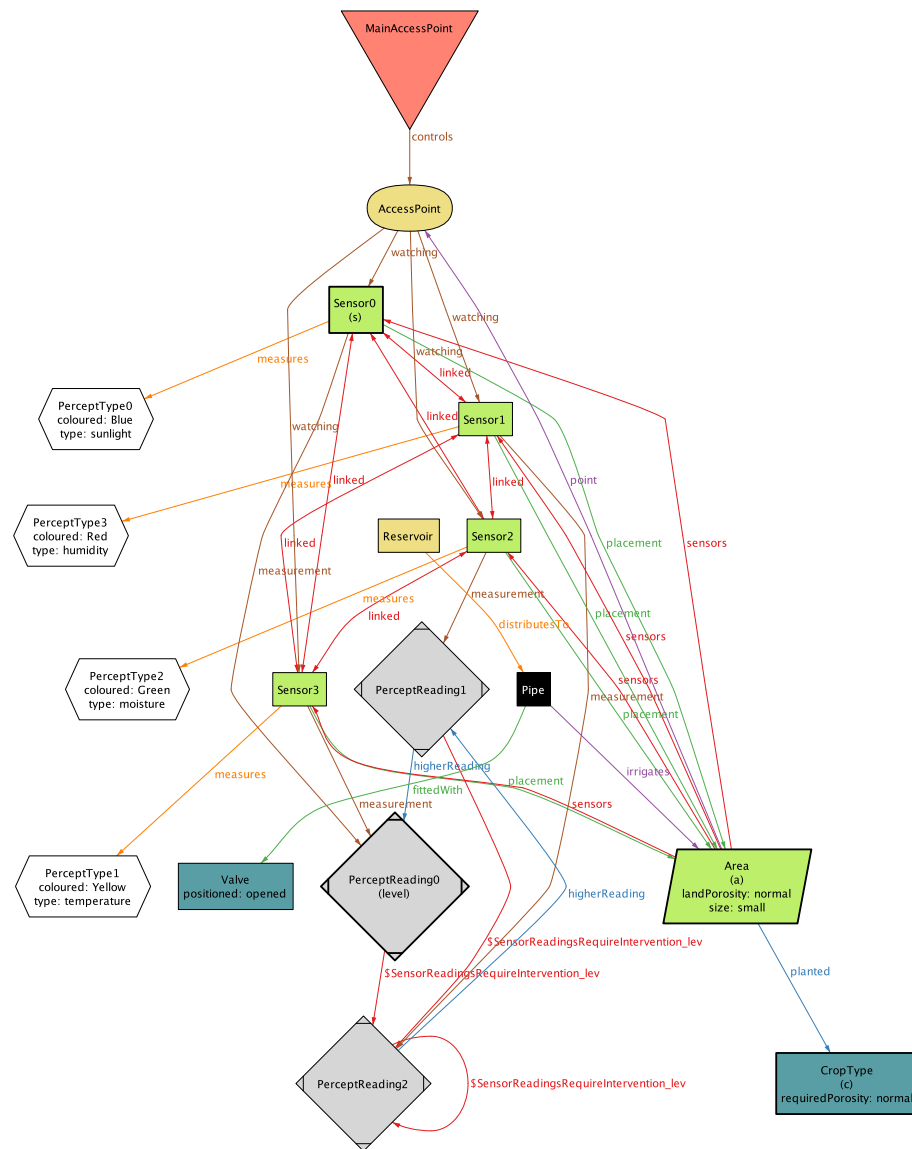 MainAccessPoint
controls
AccessPoint
watching
Sensor0
(s)
watching
watching
measures
linked
PerceptType0
coloured: Blue
type: sunlight
linked
Sensor1
watching
measures
linked
linked
point
PerceptType3
coloured: Red
type: humidity
Reservoir
Sensor2
linked
placement
sensors
measurement
measures
measurement
placement
linked
distributesTo
sensors
PerceptType2
coloured: Green
type: moisture
Sensor3
PerceptReading1
Pipe
sensors
measurement
placement
measures
higherReading
irrigates
fittedWith
placement
measurement
sensors
PerceptType1
coloured: Yellow
type: temperature
Valve
positioned: opened
PerceptReading0
(level)
higherReading
Area
(a)
landPorosity: normal
size: small
$SensorReadingsRequireIntervention_lev
$SensorReadingsRequireIntervention_lev
planted
PerceptReading2
$SensorReadingsRequireIntervention_lev
CropType
(c)
requiredPorosity: normal